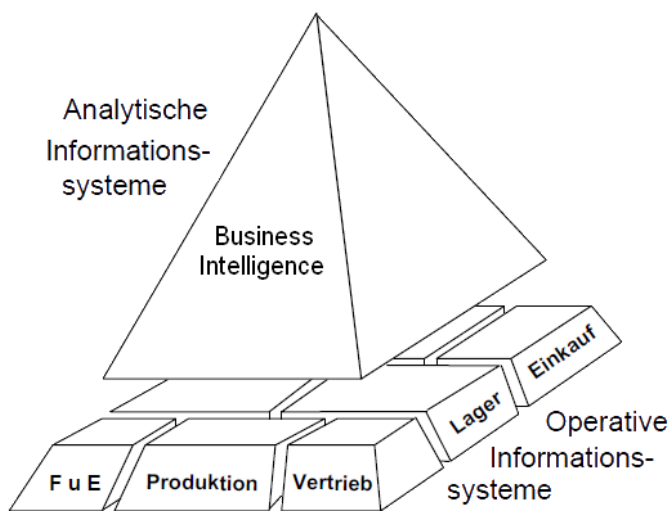 Analytische
Informations-
systeme
Business
Intelligence
Einkauf
Lager
Operative
Informations-
systeme
F u E
Produktion
Vertrieb